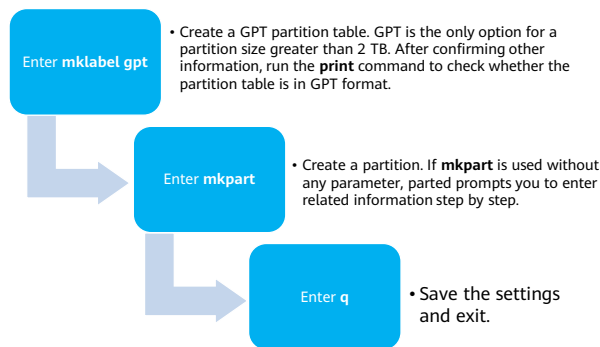 Enter mklabel gpt
• Create a GPT partition table. GPT is the only option for a
partition size greater than 2 TB. After confirming other
information, run the print command to check whether the
partition table is in GPT format.
Enter mkpart
• Create a partition. If mkpart is used without
any parameter, parted prompts you to enter
related information step by step.
Enter q
• Save the settings
and exit.